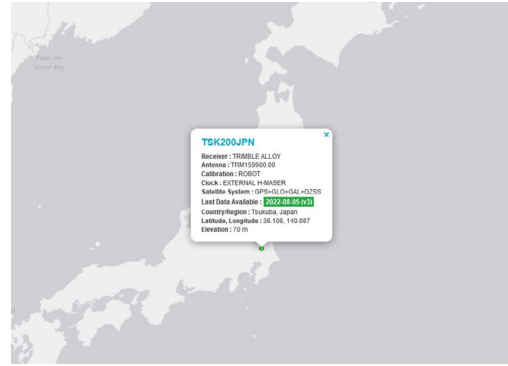 Peter the
Great Bay
×
TSK200JPN
Receiver : TRIMBLE ALLOY
Antenna : TRM159900.00
Calibration : ROBOT
Clock : EXTERNAL H-MASER
Satellite System : GPS+GLO+GAL+QZSS
Last Data Available : 2022-08-05 (v3)
Country/Region : Tsukuba, Japan
Latitude, Longitude : 36.106, 140.087
Elevation : 70 m